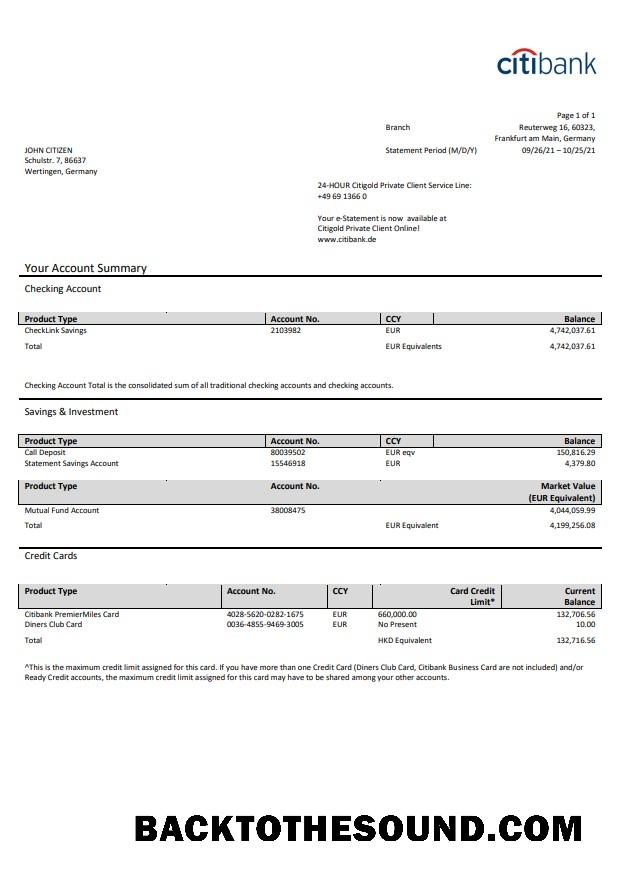 citibank
Page 1 of 1
Branch Reuterweg 16, 60323,
Frankfurt am Main, Germany
JOHN CITIZEN Statement Period (M/D/Y) 09/26/21 – 10/25/21
Schulstr. 7, 86637
Wertingen, Germany
24-HOUR Citigold Private Client Service Line:
+49 69 1366 0
Your e-Statement is now available at
Citigold Private Client Online!
www.citibank.de
Your Account Summary
Checking Account
Product Type Account No. CCY Balance
CheckLink Savings 2103982 EUR 4,742,037.61
Total EUR Equivalents 4,742,037.61
Checking Account Total is the consolidated sum of all traditional checking accounts and checking accounts.
Savings & Investment
Product Type Account No. CCY Balance
Call Deposit 80039502 EUR eqv 150,816.29
Statement Savings Account 15546918 EUR 4,379.80
Product Type Account No. Market Value
(EUR Equivalent)
Mutual Fund Account 38008475 4,044,059.99
Total EUR Equivalent 4,199,256.08
Credit Cards
Product Type Account No. CCY Card Credit Current
Limit* Balance
Citibank PremierMiles Card 4028-5620-0282-1675 EUR 660,000.00 132,706.56
Diners Club Card 0036-4855-9469-3005 EUR No Present 10.00
Total HKD Equivalent 132,716.56
^This is the maximum credit limit assigned for this card. If you have more than one Credit Card (Diners Club Card, Citibank Business Card are not included) and/or
Ready Credit accounts, the maximum credit limit assigned for this card may have to be shared among your other accounts.
BACKTOTHESOUND.COM